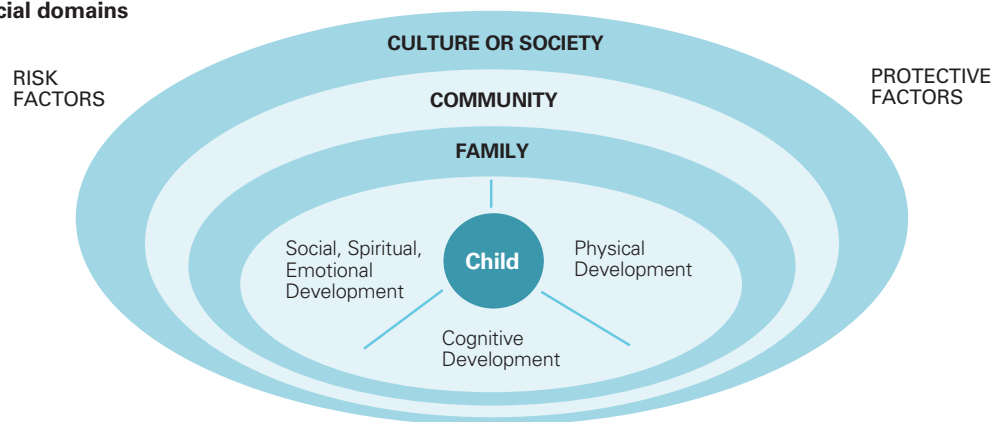 domains
CULTURE OR SOCIETY
RISK
FACTORS
PROTECTIVE
FACTORS
COMMUNITY
FAMILY
Social, Spiritual,
Emotional
Development
Child
Physical
Development
Cognitive
Development